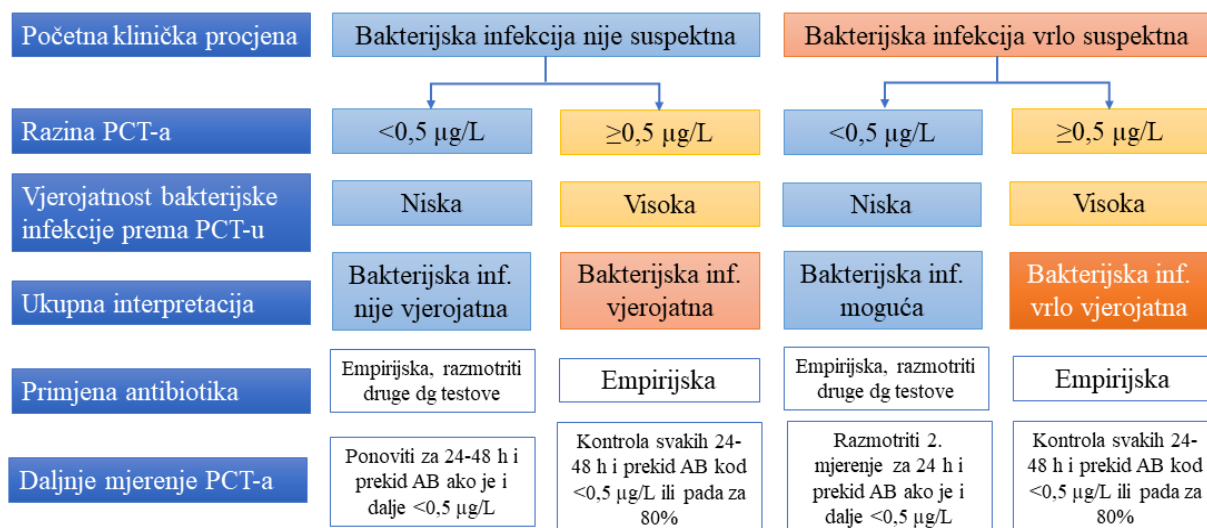 Početna klinička procjena
Bakterijska infekcija nije suspektna
Bakterijska infekcija vrlo suspektna
Razina PCT-a
<0,5 µg/L
≥0,5 µg/L
<0,5 µg/L
≥0,5 µg/L
Vjerojatnost bakterijske
infekcije prema PCT-u
Niska
Visoka
Niska
Visoka
Ukupna interpretacija
Bakterijska inf.
nije vjerojatna
Bakterijska inf.
vjerojatna
Bakterijska inf.
moguća
Bakterijska inf.
vrlo vjerojatna
Primjena antibiotika
Empirijska, razmotriti
druge dg testove
Empirijska
Empirijska, razmotriti
druge dg testove
Empirijska
Daljnje mjerenje PCT-a
Ponoviti za 24-48 h i
prekid AB ako je i
dalje <0,5 µg/L
Kontrola svakih 24-
48 h i prekid AB kod
<0,5 µg/L ili pada za
80%
Razmotriti 2.
mjerenje za 24 h i
prekid AB ako je i
dalje <0,5 µg/L
Kontrola svakih 24-
48 h i prekid AB kod
<0,5 µg/L ili pada za
80%